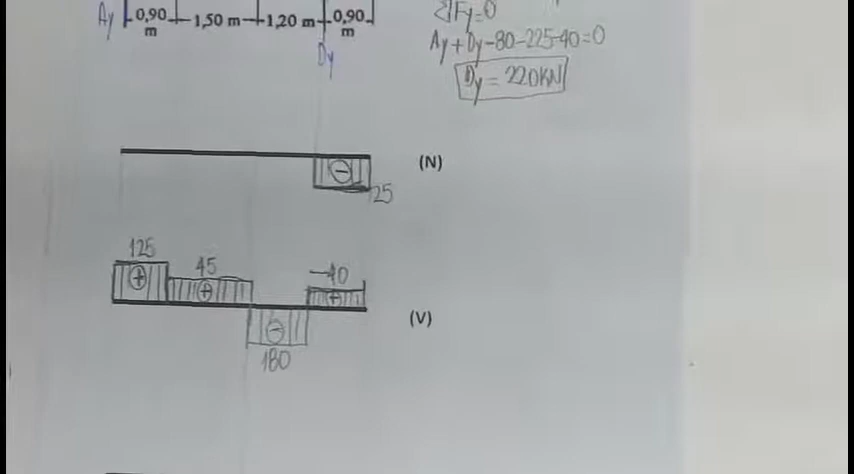 ΣFy=0
Ay 0,90 m 1,50 m 1,20 m 0,90 m
Ay+Dy-80-225-40=0
Dy
Dy = 220KN
(N)
-
125
125
45
-40
+
+
+
(V)
-
180